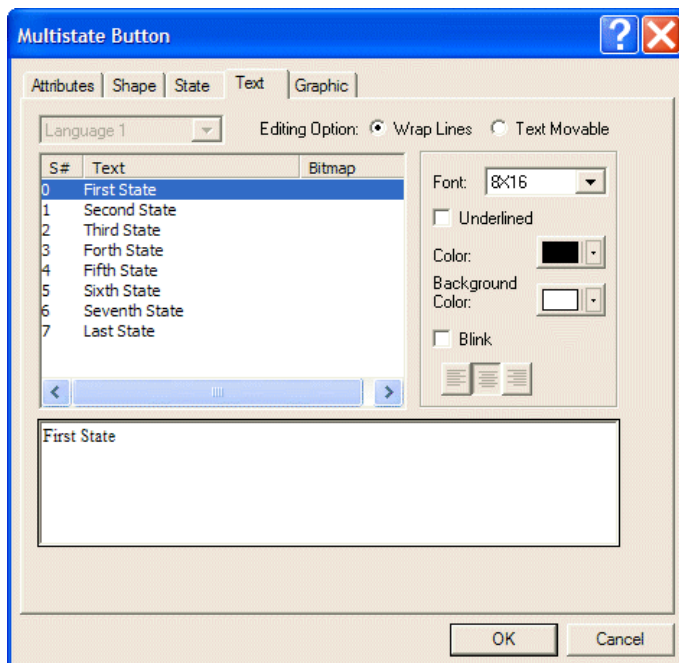 Multistate Button
Attributes Shape State Text Graphic
Language 1 Editing Option: Wrap Lines Text Movable
S# Text Bitmap
0 First State
1 Second State
2 Third State
3 Forth State
4 Fifth State
5 Sixth State
6 Seventh State
7 Last State
Font: 8X16
Underlined
Color:
Background
Color:
Blink
First State
OK Cancel